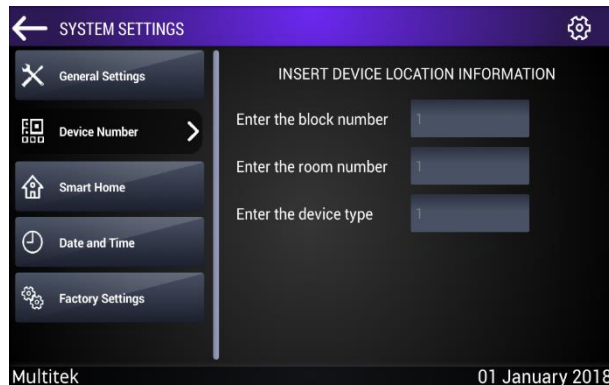 SYSTEM SETTINGS
General Settings
Device Number
Smart Home
Date and Time
Factory Settings
INSERT DEVICE LOCATION INFORMATION
Enter the block number 1
Enter the room number 1
Enter the device type 1
Multitek 01 January 2018